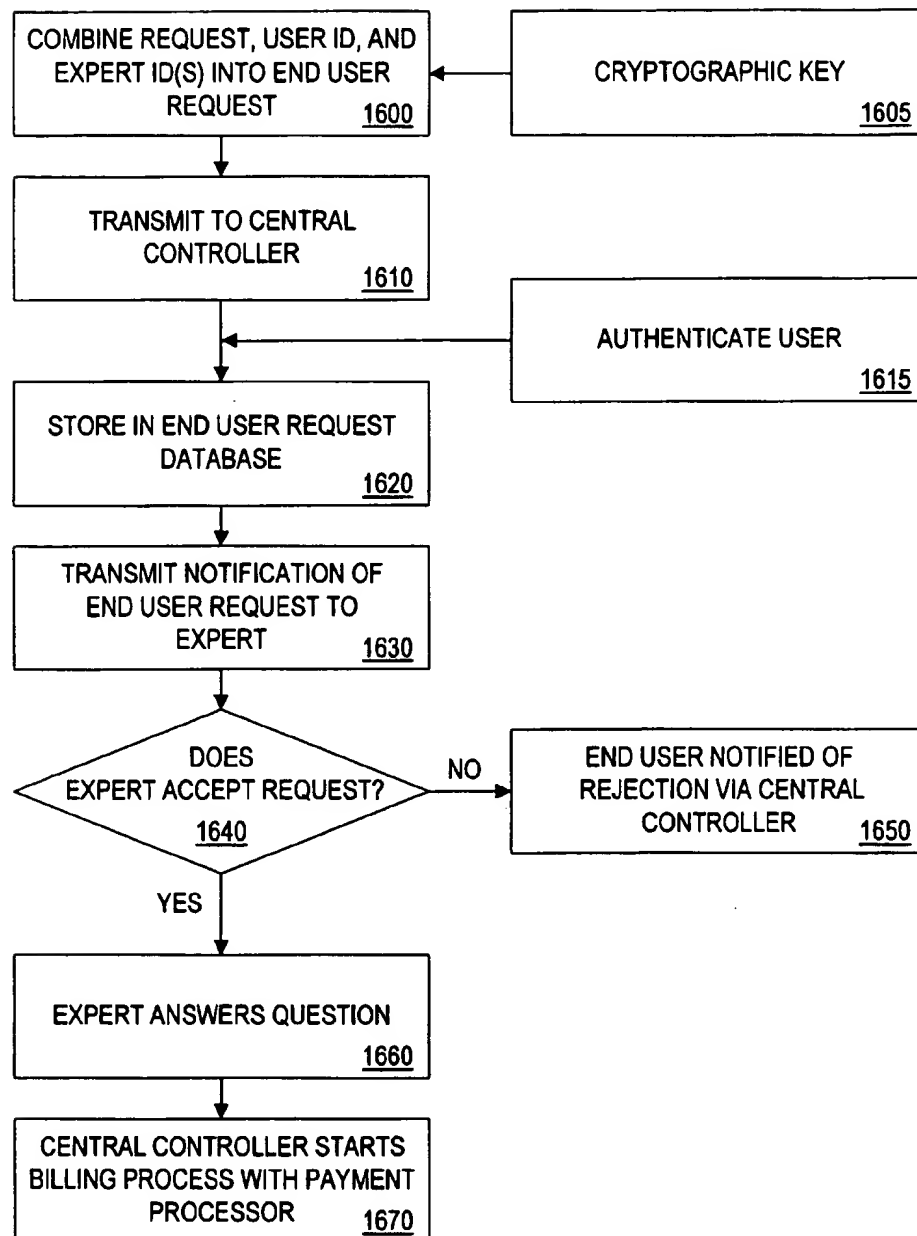 COMBINE REQUEST, USER ID, AND
EXPERT ID(S) INTO END USER
REQUEST
1600
CRYPTOGRAPHIC KEY
1605
TRANSMIT TO CENTRAL
CONTROLLER
1610
AUTHENTICATE USER
1615
STORE IN END USER REQUEST
DATABASE
1620
TRANSMIT NOTIFICATION OF
END USER REQUEST TO
EXPERT
1630
DOES
EXPERT ACCEPT REQUEST?
1640
NO
END USER NOTIFIED OF
REJECTION VIA CENTRAL
CONTROLLER
1650
YES
EXPERT ANSWERS QUESTION
1660
CENTRAL CONTROLLER STARTS
BILLING PROCESS WITH PAYMENT
PROCESSOR
1670